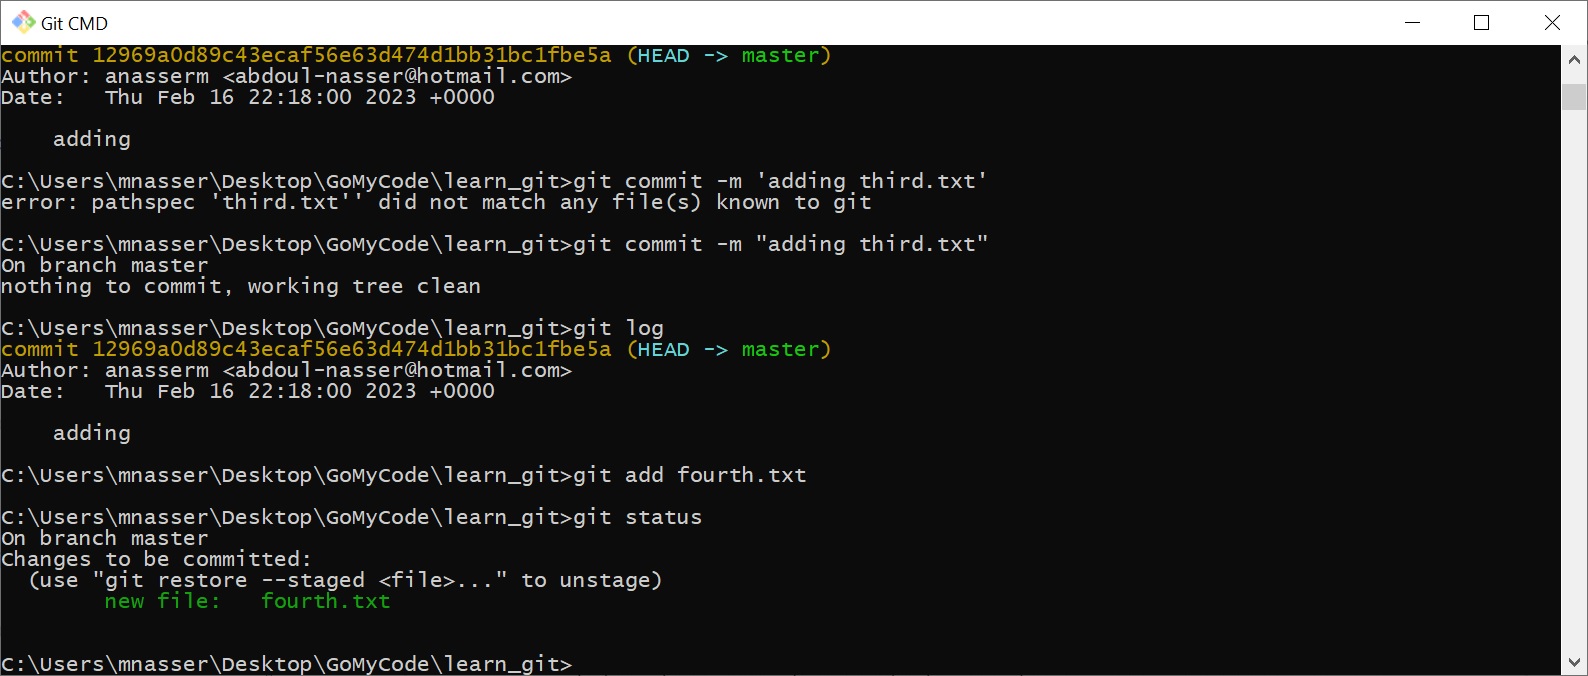 Git CMD
commit 12969a0d89c43ecaf56e63d474d1bb31bc1fbe5a (HEAD -> master)
Author: anasserm <abdoul-nasser@hotmail.com>
Date:   Thu Feb 16 22:18:00 2023 +0000
    adding
C:\Users\mnasser\Desktop\GoMyCode\learn_git>git commit -m 'adding third.txt'
error: pathspec 'third.txt'' did not match any file(s) known to git
C:\Users\mnasser\Desktop\GoMyCode\learn_git>git commit -m "adding third.txt"
On branch master
nothing to commit, working tree clean
C:\Users\mnasser\Desktop\GoMyCode\learn_git>git log
commit 12969a0d89c43ecaf56e63d474d1bb31bc1fbe5a (HEAD -> master)
Author: anasserm <abdoul-nasser@hotmail.com>
Date:   Thu Feb 16 22:18:00 2023 +0000
    adding
C:\Users\mnasser\Desktop\GoMyCode\learn_git>git add fourth.txt
C:\Users\mnasser\Desktop\GoMyCode\learn_git>git status
On branch master
Changes to be committed:
  (use "git restore --staged <file>..." to unstage)
        new file:   fourth.txt
C:\Users\mnasser\Desktop\GoMyCode\learn_git>